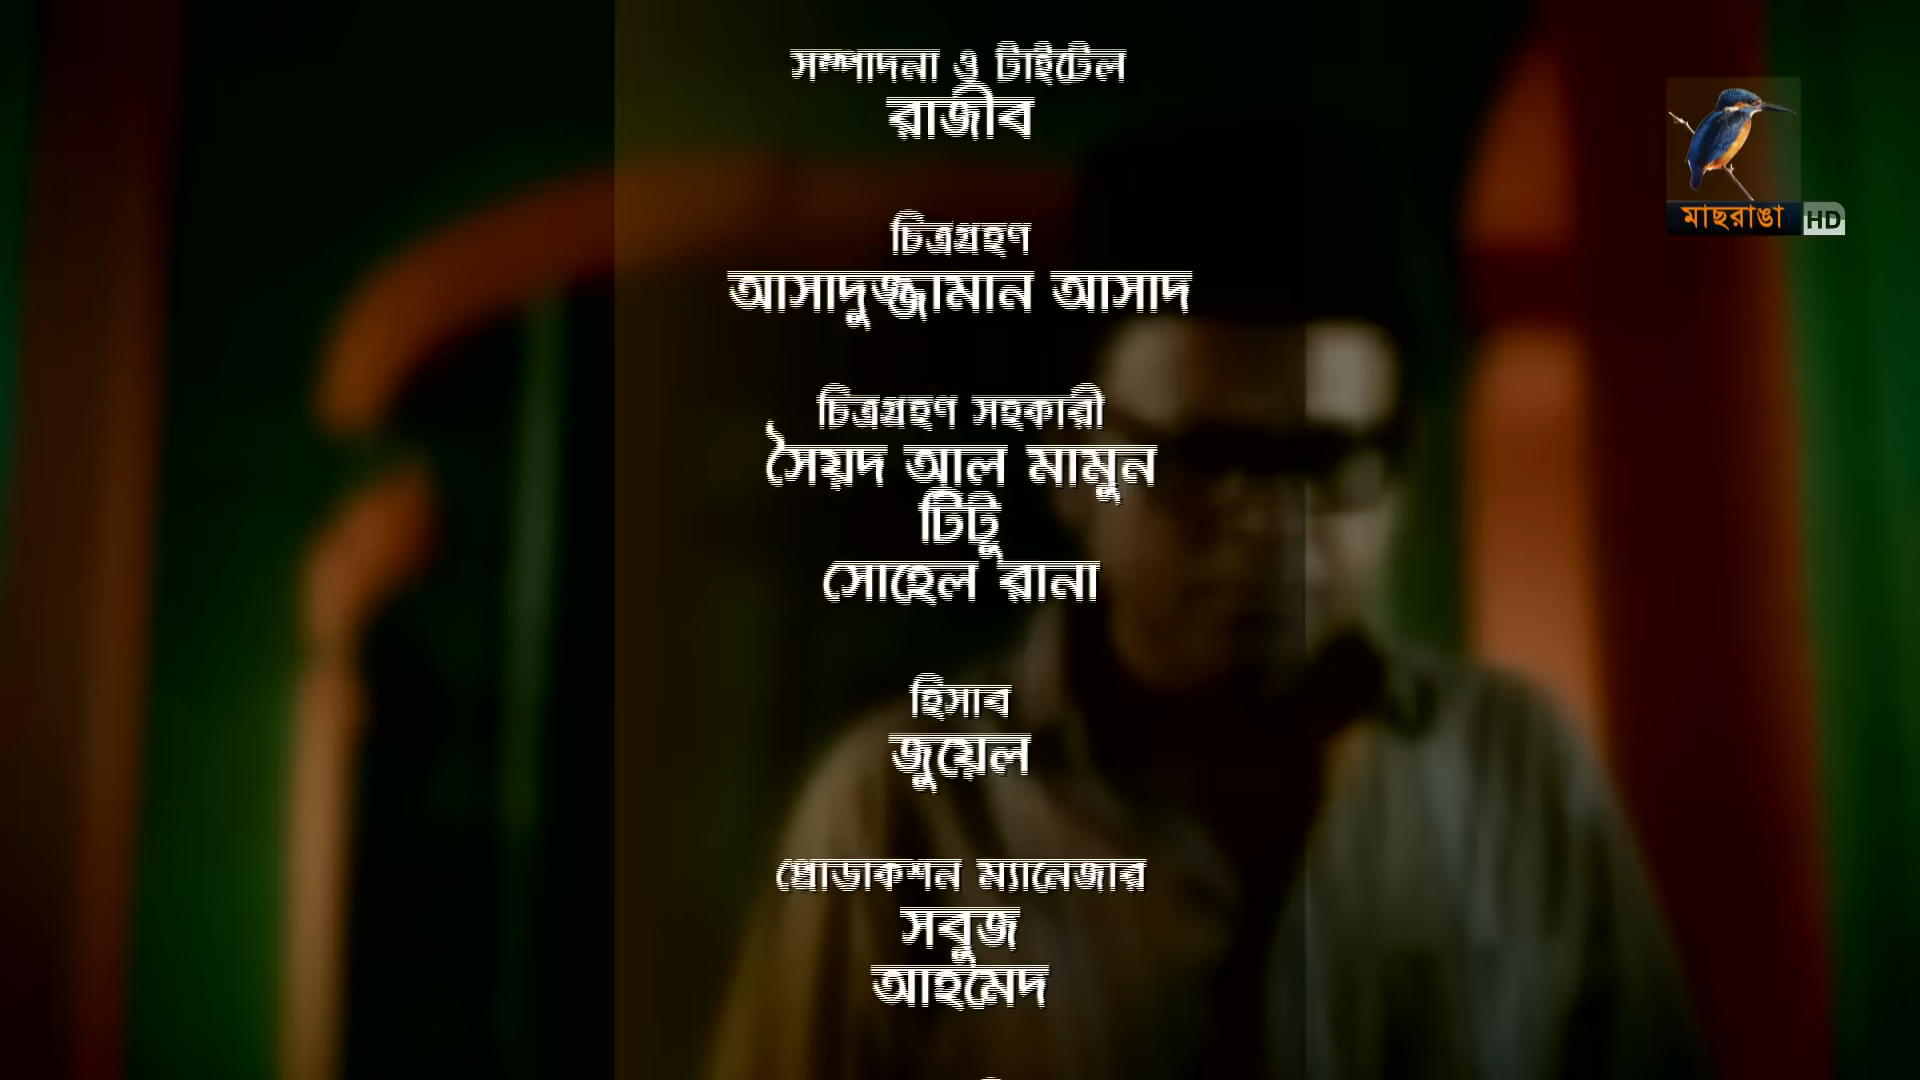 সম্পাদনা ও টাইটেল
রাজীব
চিত্রগ্রহণ
আসাদুজ্জামান আসাদ
চিত্রগ্রহণ সহকারী
সৈয়দ আল মামুন
টিটু
সোহেল রানা
হিসাব
জুয়েল
প্রোডাকশন ম্যানেজার
সবুজ
আহমেদ
মাছরাঙা HD